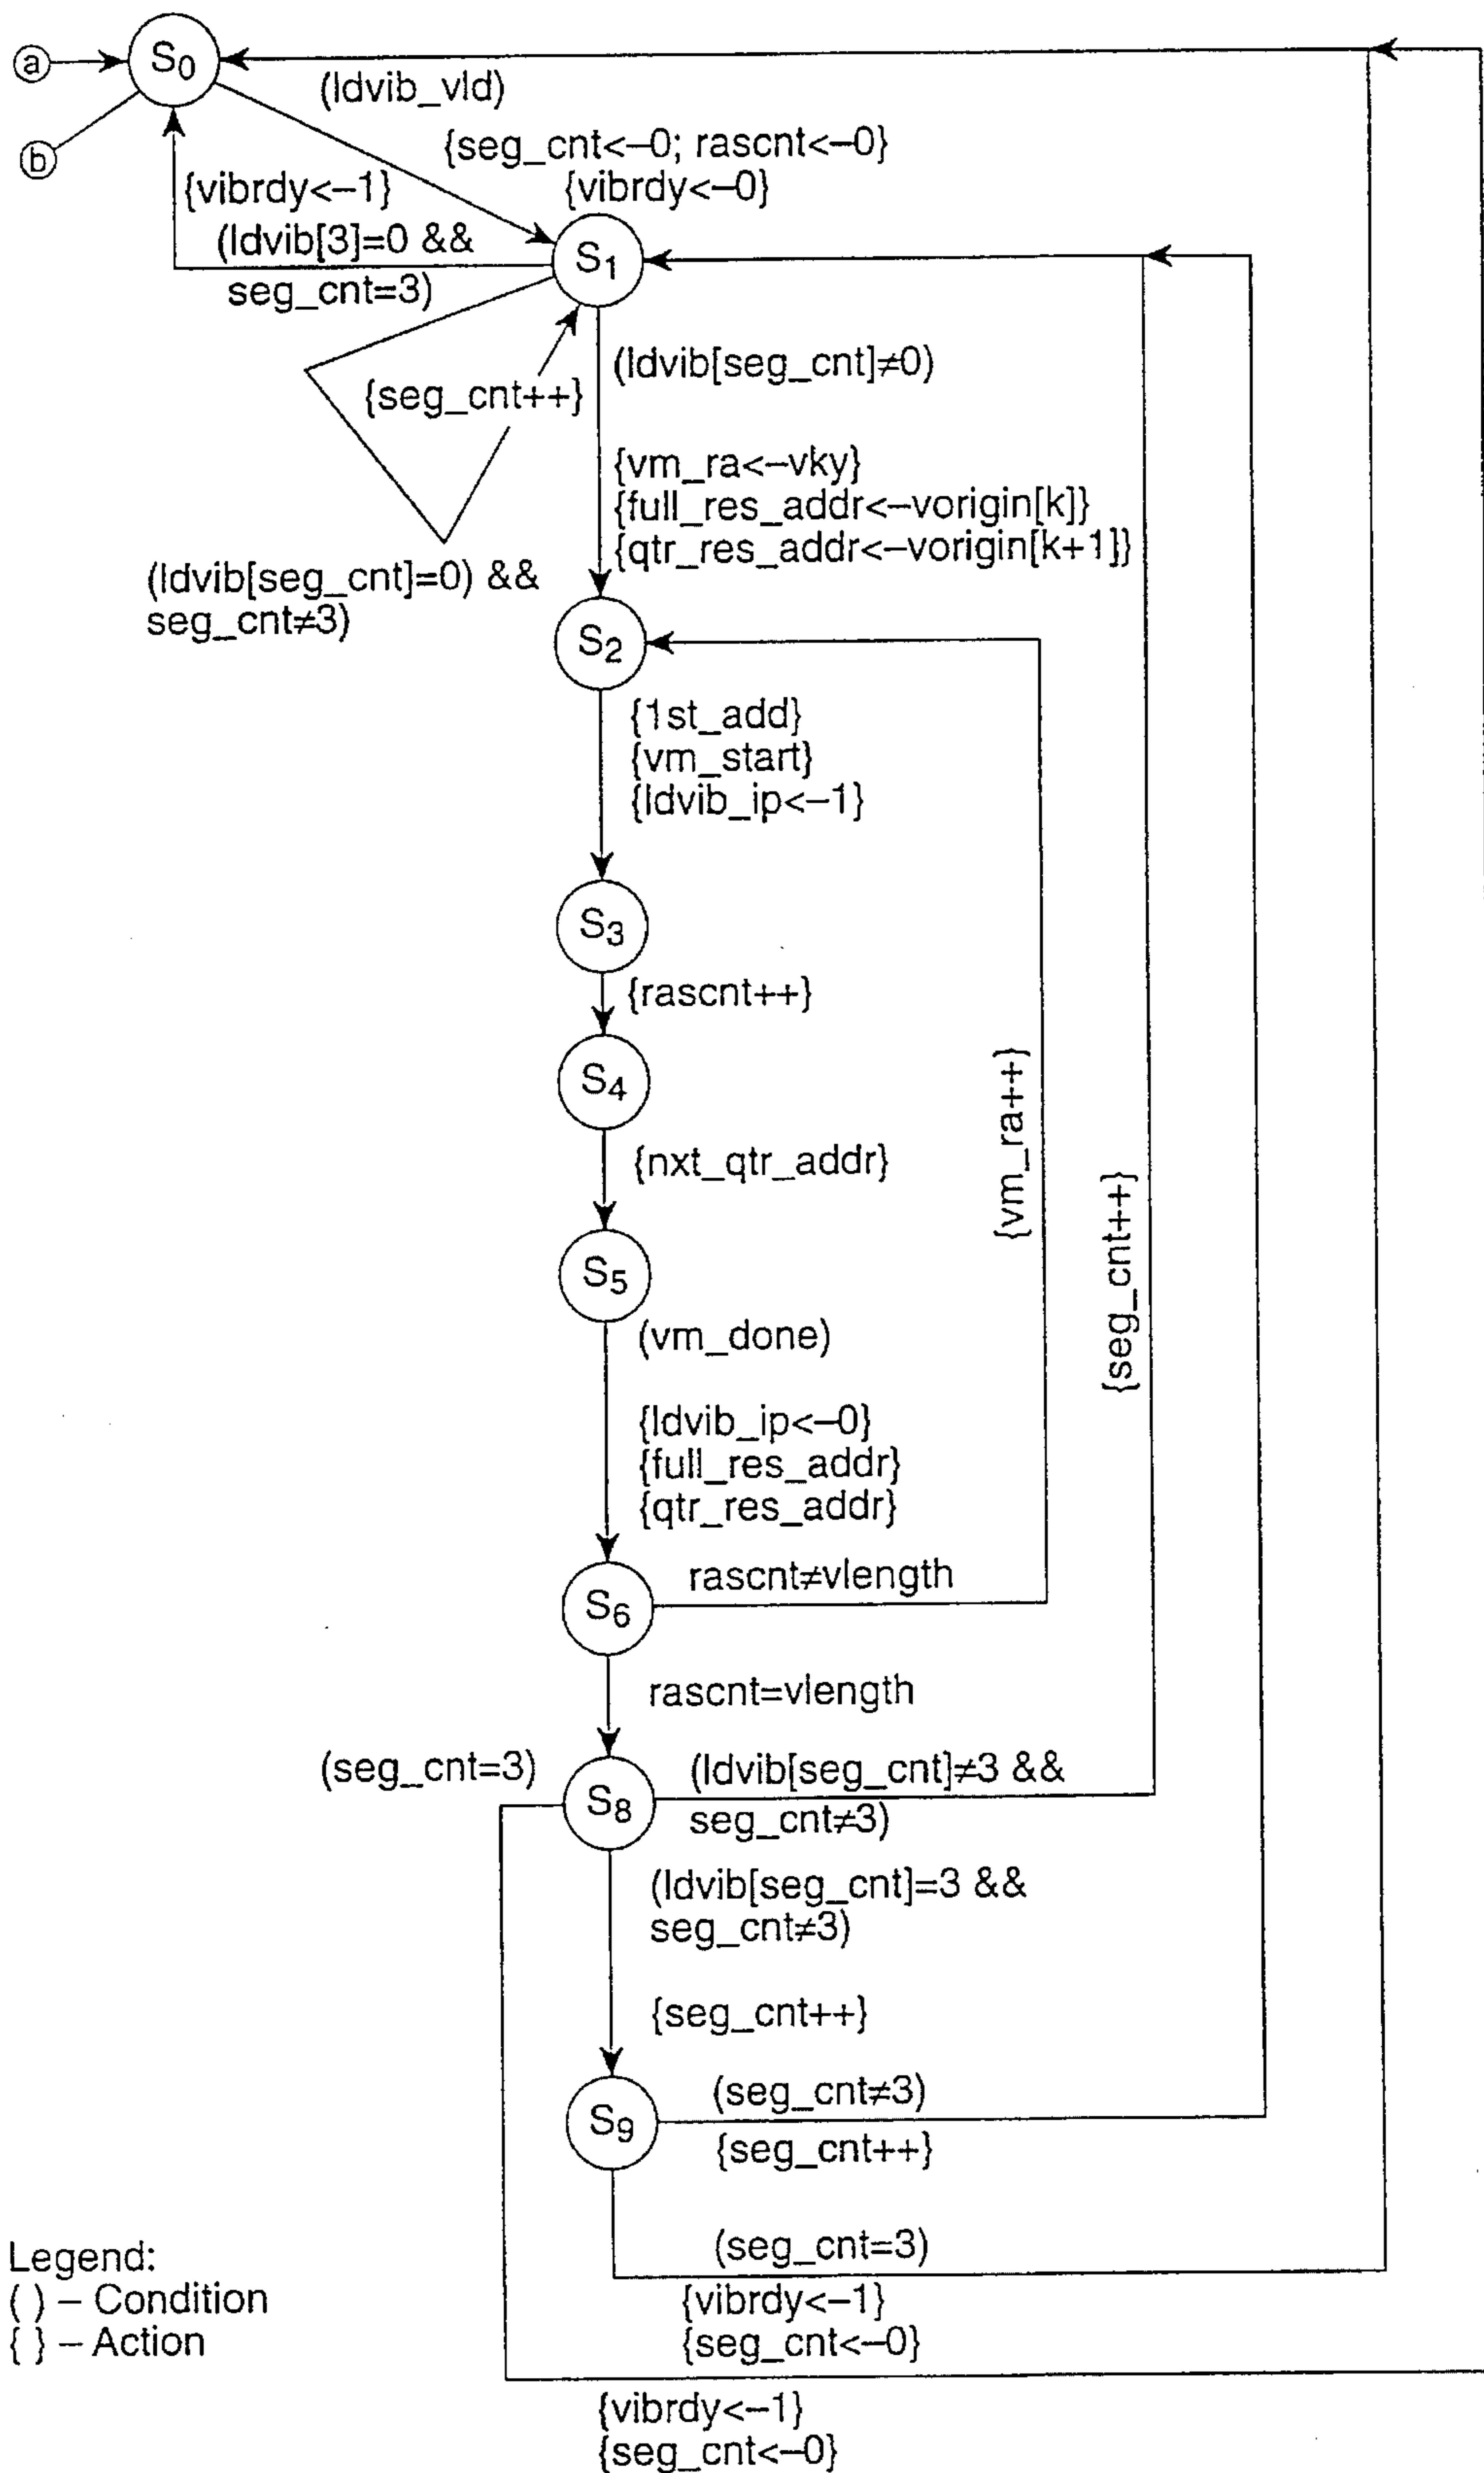 a
S0
b
(ldvib_vld)
{seg_cnt<–0; rascnt<–0}
{vibrdy<–0}
{vibrdy<–1}
(ldvib[3]=0 &&
seg_cnt=3)
S1
{seg_cnt++}
(ldvib[seg_cnt]≠0)
{vm_ra<–vky}
{full_res_addr<–vorigin[k]}
{qtr_res_addr<–vorigin[k+1]}
(ldvib[seg_cnt]=0) &&
seg_cnt≠3)
S2
{1st_add}
{vm_start}
{ldvib_ip<–1}
S3
{rascnt++}
S4
{nxt_qtr_addr}
{vm_ra++}
{seg_cnt++}
S5
(vm_done)
{ldvib_ip<–0}
{full_res_addr}
{qtr_res_addr}
rascnt≠vlength
S6
rascnt=vlength
(seg_cnt=3)
(ldvib[seg_cnt]≠3 &&
seg_cnt≠3)
S8
(ldvib[seg_cnt]=3 &&
seg_cnt≠3)
{seg_cnt++}
(seg_cnt≠3)
{seg_cnt++}
S9
(seg_cnt=3)
{vibrdy<–1}
{seg_cnt<–0}
{vibrdy<–1}
{seg_cnt<–0}
Legend:
( ) – Condition
{ } – Action